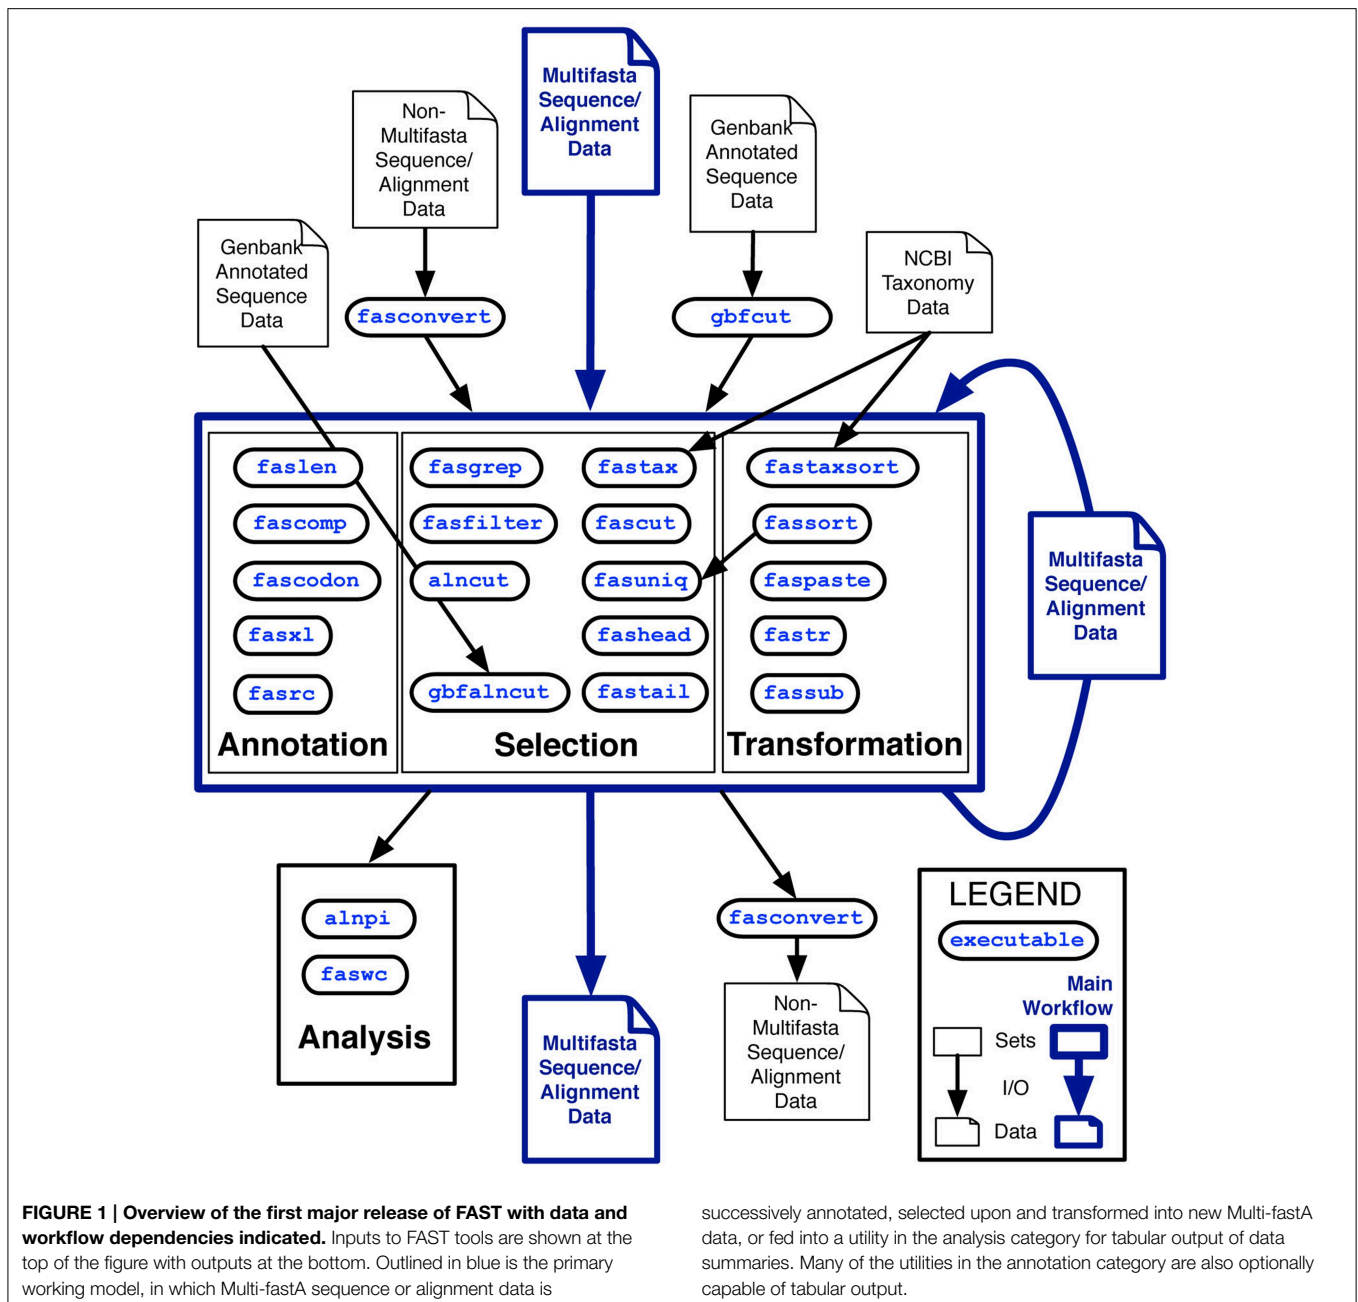 Multifasta
Sequence/
Alignment
Data
Non-
Multifasta
Sequence/
Alignment
Data
Genbank
Annotated
Sequence
Data
Genbank
Annotated
Sequence
Data
NCBI
Taxonomy
Data
fasconvert
gbfcut
faslen
fascomp
fascodon
fasxl
fasrc
Annotation
fasgrep
fasfilter
alncut
gbfalncut
fastax
fascut
fasuniq
fashead
fastail
Selection
fastaxsort
fassort
faspaste
fastr
fassub
Transformation
Multifasta
Sequence/
Alignment
Data
alnpi
faswc
Analysis
Multifasta
Sequence/
Alignment
Data
fasconvert
Non-
Multifasta
Sequence/
Alignment
Data
LEGEND
executable
Main
Workflow
Sets
I/O
Data
FIGURE 1 | Overview of the first major release of FAST with data and
workflow dependencies indicated. Inputs to FAST tools are shown at the
top of the figure with outputs at the bottom. Outlined in blue is the primary
working model, in which Multi-fastA sequence or alignment data is
successively annotated, selected upon and transformed into new Multi-fastA
data, or fed into a utility in the analysis category for tabular output of data
summaries. Many of the utilities in the annotation category are also optionally
capable of tabular output.